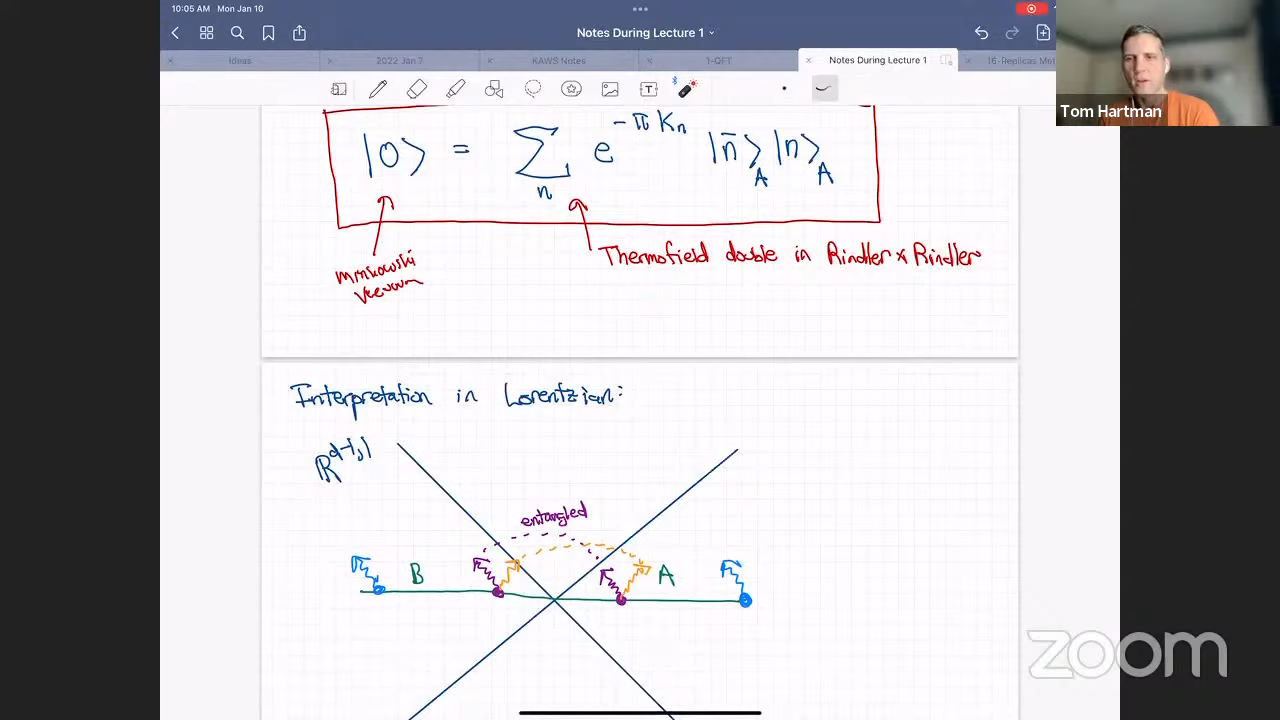 10:05 AM Mon Jan 10
Notes During Lecture 1
Ideas
2022 Jan 7
KAWS Notes
1-QFT
Notes During Lecture 1
16-Replicas Mot
Tom Hartman
|0⟩ = ∑ₙ e^{-πKₙ} |n̄⟩_A |n⟩_A
Minkowski
Vacuum
Thermofield double in Rindler x Rindler
Interpretation in Lorentzian:
ℝ^{d-1,1}
entangled
B
A
zoom